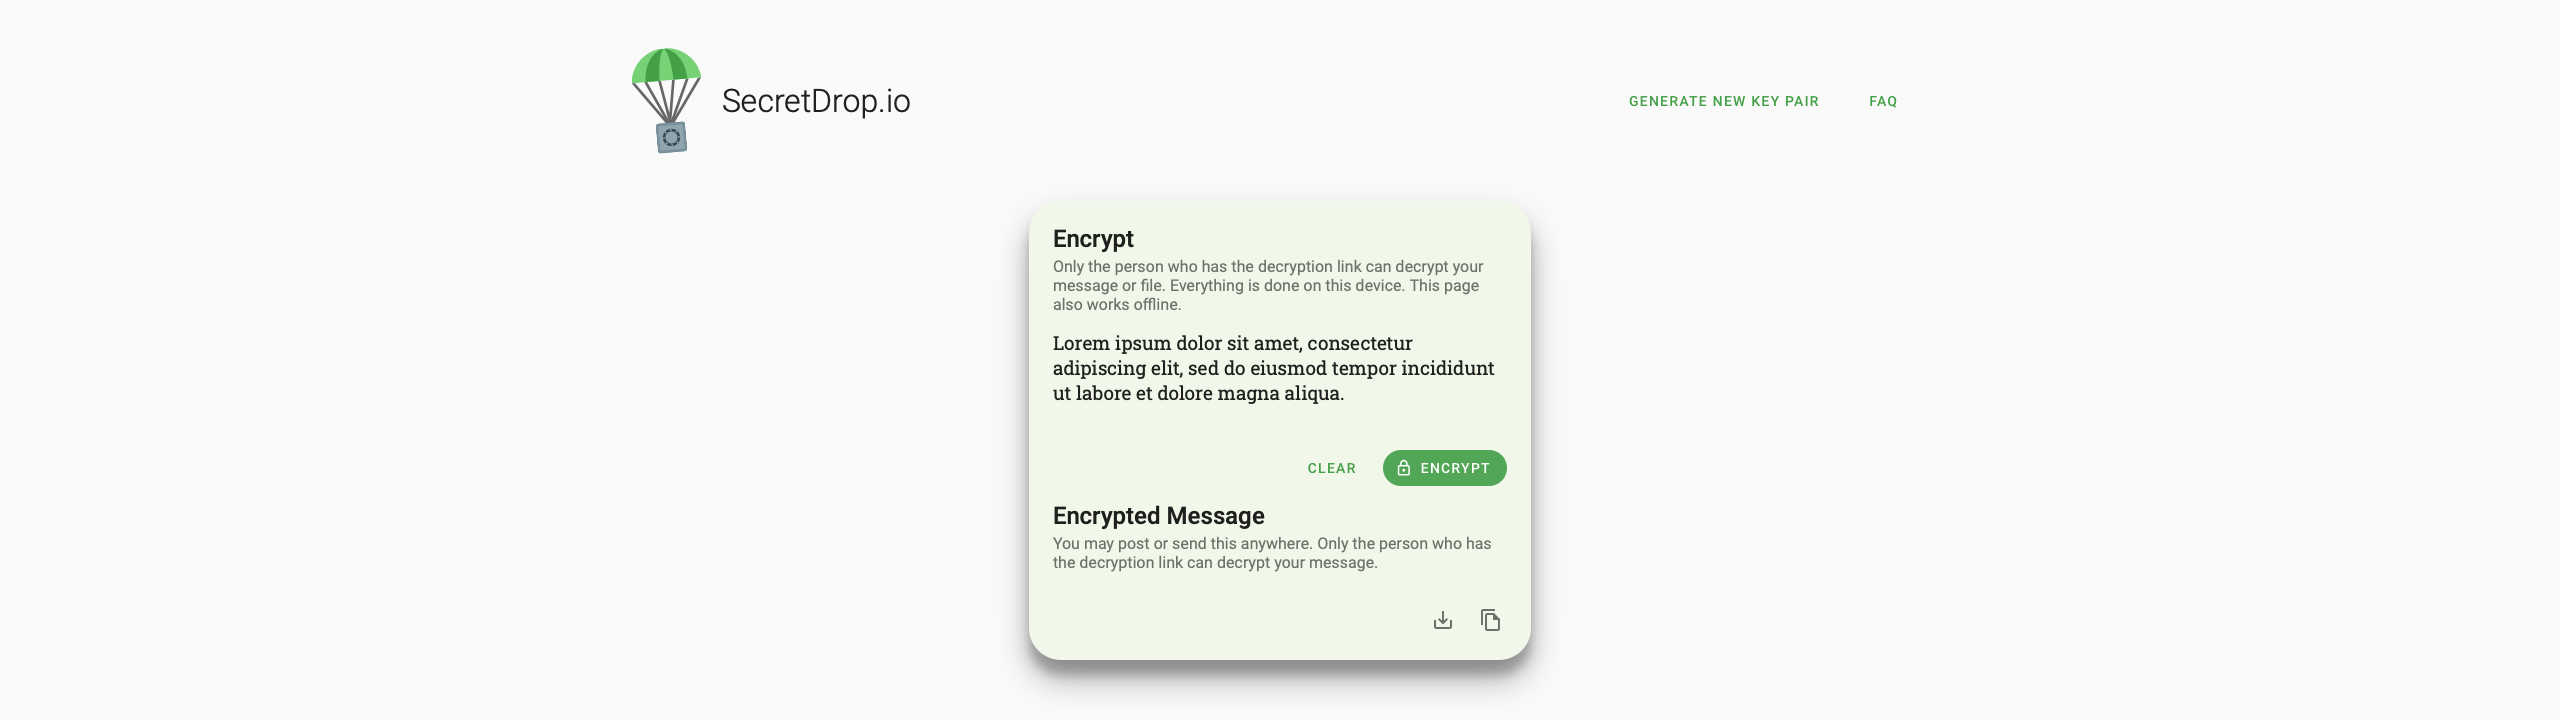 SecretDrop.io
GENERATE NEW KEY PAIR
FAQ
Encrypt
Only the person who has the decryption link can decrypt your
message or file. Everything is done on this device. This page
also works offline.
Lorem ipsum dolor sit amet, consectetur
adipiscing elit, sed do eiusmod tempor incididunt
ut labore et dolore magna aliqua.
CLEAR
ENCRYPT
Encrypted Message
You may post or send this anywhere. Only the person who has
the decryption link can decrypt your message.